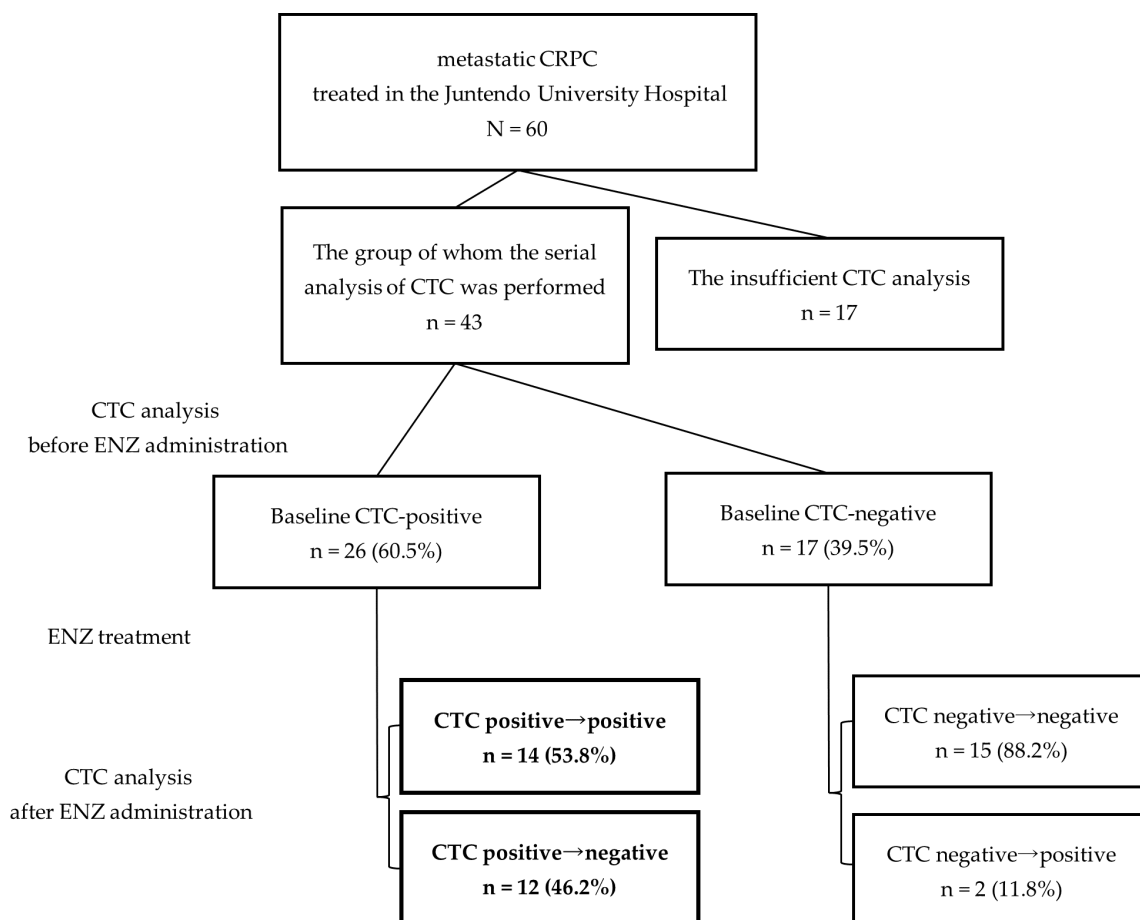 metastatic CRPC
treated in the Juntendo University Hospital
N = 60
The group of whom the serial
analysis of CTC was performed
n = 43
The insufficient CTC analysis
n = 17
CTC analysis
before ENZ administration
Baseline CTC-positive
n = 26 (60.5%)
Baseline CTC-negative
n = 17 (39.5%)
ENZ treatment
CTC positive→positive
n = 14 (53.8%)
CTC negative→negative
n = 15 (88.2%)
CTC analysis
after ENZ administration
CTC positive→negative
n = 12 (46.2%)
CTC negative→positive
n = 2 (11.8%)